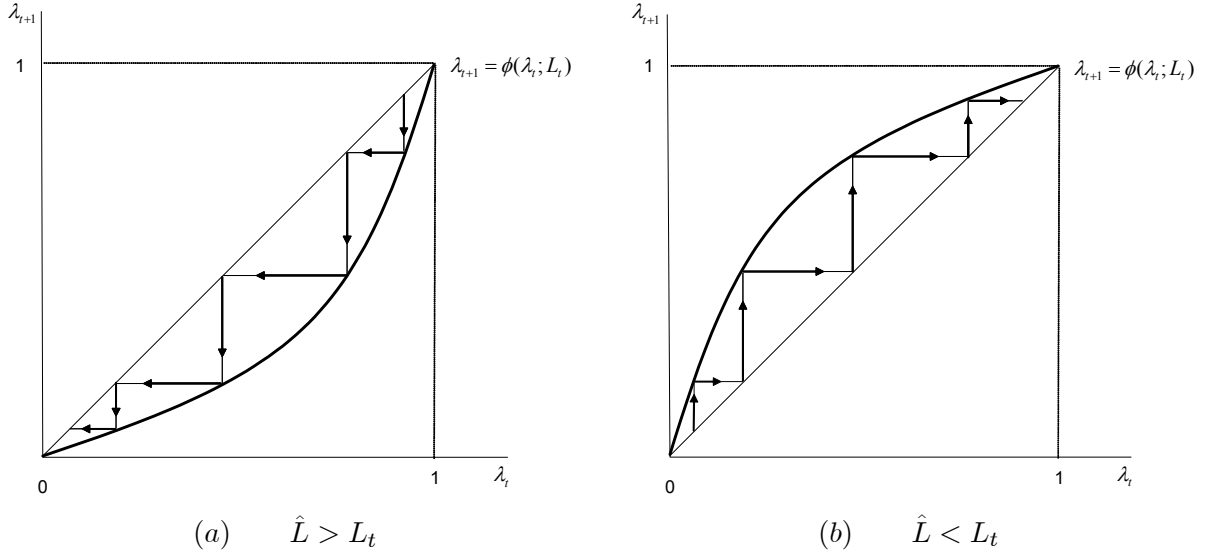 λ_{t+1}
1
λ_{t+1} = ϕ(λ_t; L_t)
0
1
λ_t
(a) L̂ > L_t
λ_{t+1}
1
λ_{t+1} = ϕ(λ_t; L_t)
0
1
λ_t
(b) L̂ < L_t